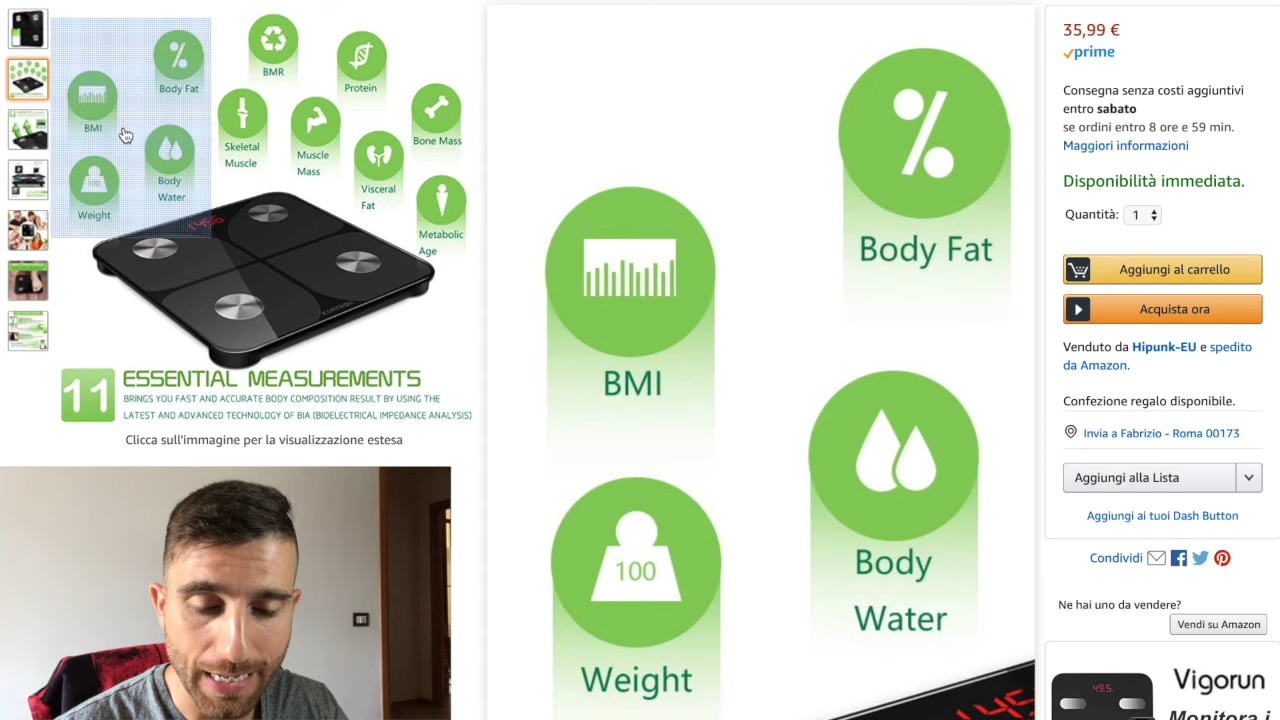 BMR
Protein
Body Fat
BMI
Skeletal
Muscle
Muscle
Mass
Bone Mass
Body
Water
Visceral
Fat
100
Weight
Metabolic
Age
11
ESSENTIAL MEASUREMENTS
BRINGS YOU FAST AND ACCURATE BODY COMPOSITION RESULT BY USING THE
LATEST AND ADVANCED TECHNOLOGY OF BIA (BIOELECTRICAL IMPEDANCE ANALYSIS)
Clicca sull'immagine per la visualizzazione estesa
%
Body Fat
BMI
Body
Water
100
Weight
35,99 €
prime
Consegna senza costi aggiuntivi
entro sabato
se ordini entro 8 ore e 59 min.
Maggiori informazioni
Disponibilità immediata.
Quantità: 1
Aggiungi al carrello
Acquista ora
Venduto da Hipunk-EU e spedito
da Amazon.
Confezione regalo disponibile.
Invia a Fabrizio - Roma 00173
Aggiungi alla Lista
Aggiungi ai tuoi Dash Button
Condividi
Ne hai uno da vendere?
Vendi su Amazon
49.5
Vigorun
Monitora i